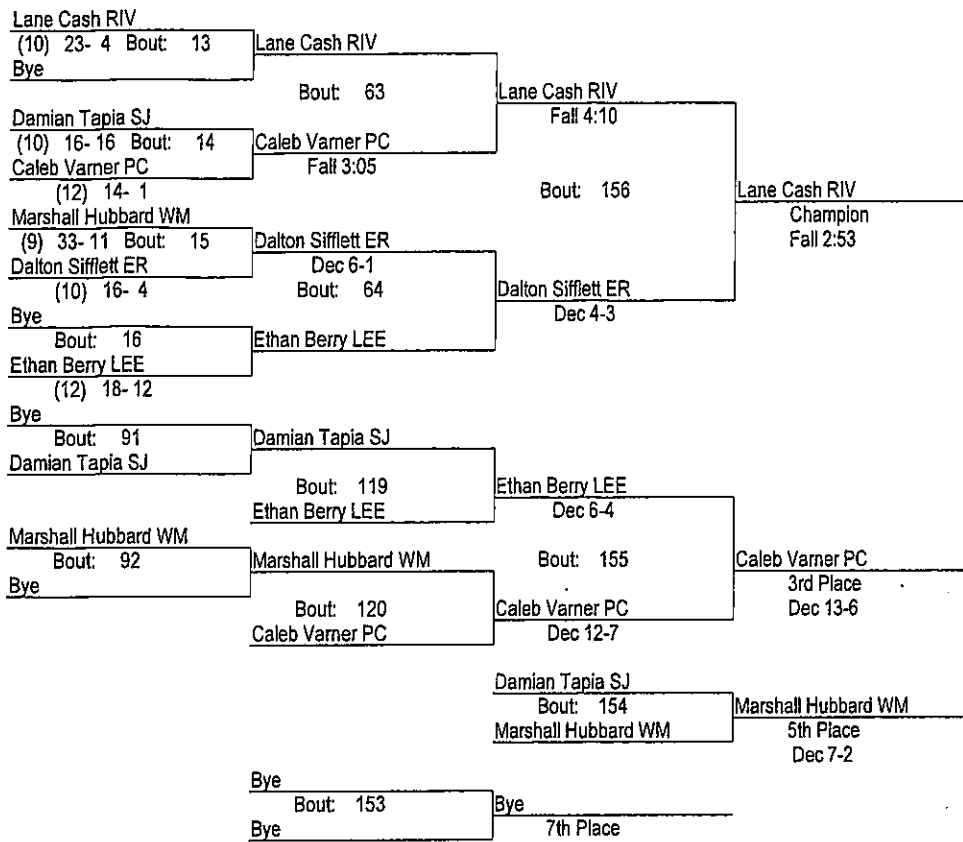 Lane Cash RIV
(10) 23- 4 Bout: 13
Bye
Lane Cash RIV
Bout: 63
Damian Tapia SJ
(10) 16- 16 Bout: 14
Caleb Varner PC
(12) 14- 1
Caleb Varner PC
Fall 3:05
Lane Cash RIV
Fall 4:10
Marshall Hubbard WM
(9) 33- 11 Bout: 15
Dalton Sifflett ER
(10) 16- 4
Dalton Sifflett ER
Dec 6-1
Bout: 64
Bye
Bout: 16
Ethan Berry LEE
(12) 18- 12
Ethan Berry LEE
Dalton Sifflett ER
Dec 4-3
Bout: 156
Lane Cash RIV
Champion
Fall 2:53
Bye
Bout: 91
Damian Tapia SJ
Damian Tapia SJ
Bout: 119
Ethan Berry LEE
Ethan Berry LEE
Dec 6-4
Marshall Hubbard WM
Bout: 92
Bye
Marshall Hubbard WM
Bout: 120
Caleb Varner PC
Caleb Varner PC
Dec 12-7
Bout: 155
Caleb Varner PC
3rd Place
Dec 13-6
Damian Tapia SJ
Bout: 154
Marshall Hubbard WM
Marshall Hubbard WM
5th Place
Dec 7-2
Bye
Bout: 153
Bye
Bye
7th Place